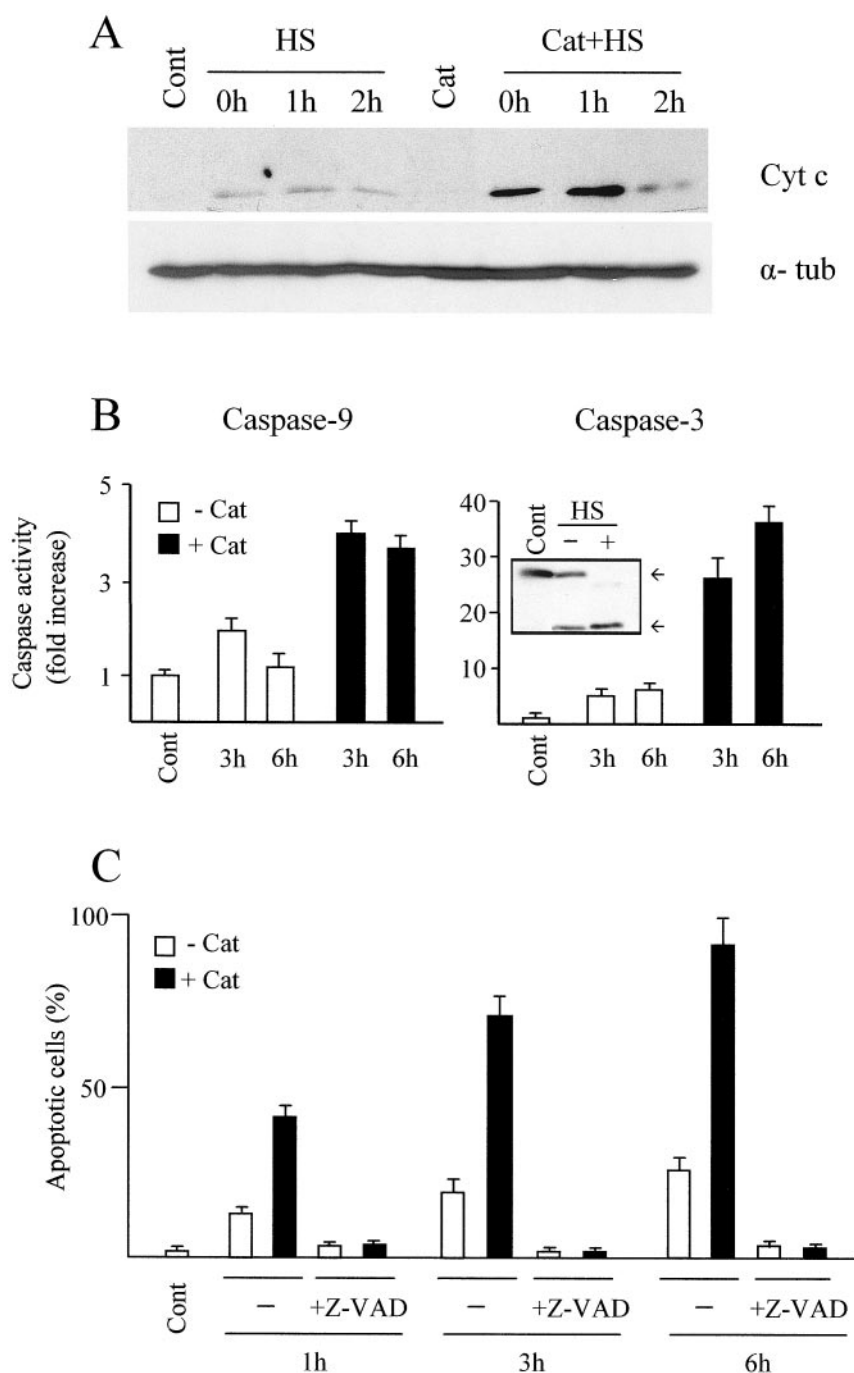 A
HS
Cat+HS
Cont
0h 1h 2h
Cat
0h 1h 2h
Cyt c
α- tub
B
Caspase-9
Caspase-3
Caspase activity
(fold increase)
5
3
1
- Cat
+ Cat
Cont
3h 6h 3h 6h
40
30
20
10
Cont
HS
− +
←
←
Cont
3h 6h 3h 6h
C
Apoptotic cells (%)
100
50
- Cat
+ Cat
Cont
− +Z-VAD − +Z-VAD − +Z-VAD
1h 3h 6h